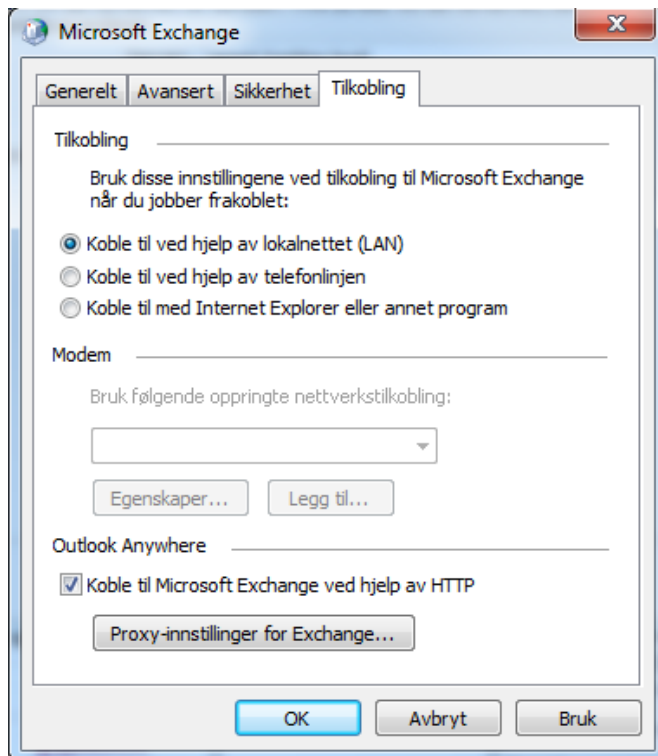 Microsoft Exchange
Generelt Avansert Sikkerhet Tilkobling
Tilkobling
Bruk disse innstillingene ved tilkobling til Microsoft Exchange
når du jobber frakoblet:
Koble til ved hjelp av lokalnettet (LAN)
Koble til ved hjelp av telefonlinjen
Koble til med Internet Explorer eller annet program
Modem
Bruk følgende oppringte nettverkstilkobling:
Egenskaper... Legg til...
Outlook Anywhere
Koble til Microsoft Exchange ved hjelp av HTTP
Proxy-innstillinger for Exchange...
OK Avbryt Bruk